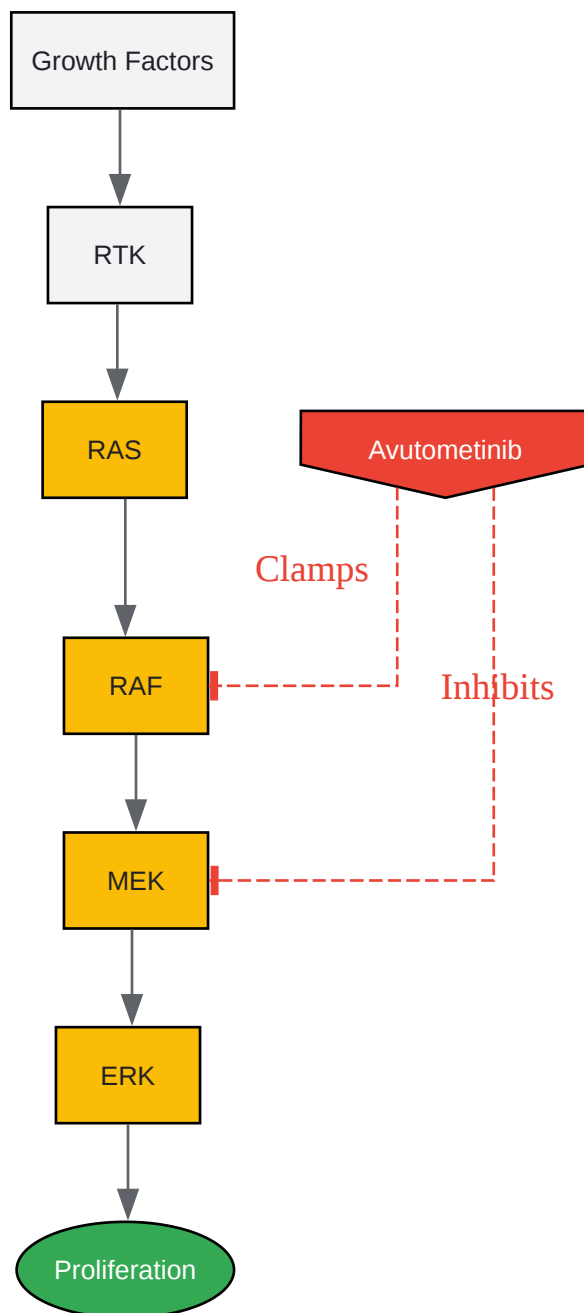 Growth Factors
RTK
RAS
Avutometinib
Clamps
RAF
Inhibits
MEK
ERK
Proliferation